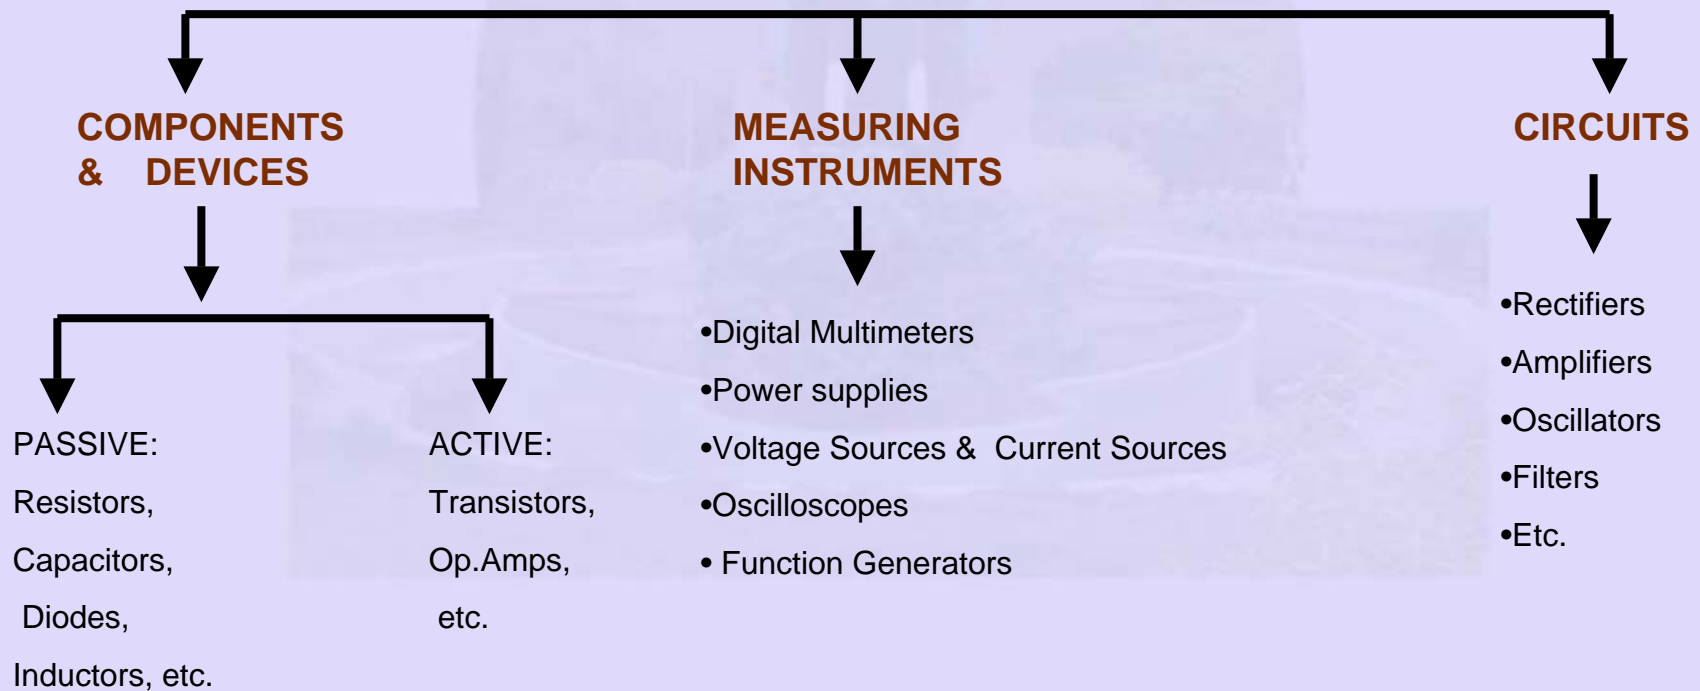 COMPONENTS
& DEVICES
PASSIVE:
Resistors,
Capacitors,
Diodes,
Inductors, etc.
ACTIVE:
Transistors,
Op.Amps,
etc.
MEASURING
INSTRUMENTS
•Digital Multimeters
•Power supplies
•Voltage Sources & Current Sources
•Oscilloscopes
• Function Generators
CIRCUITS
•Rectifiers
•Amplifiers
•Oscillators
•Filters
•Etc.